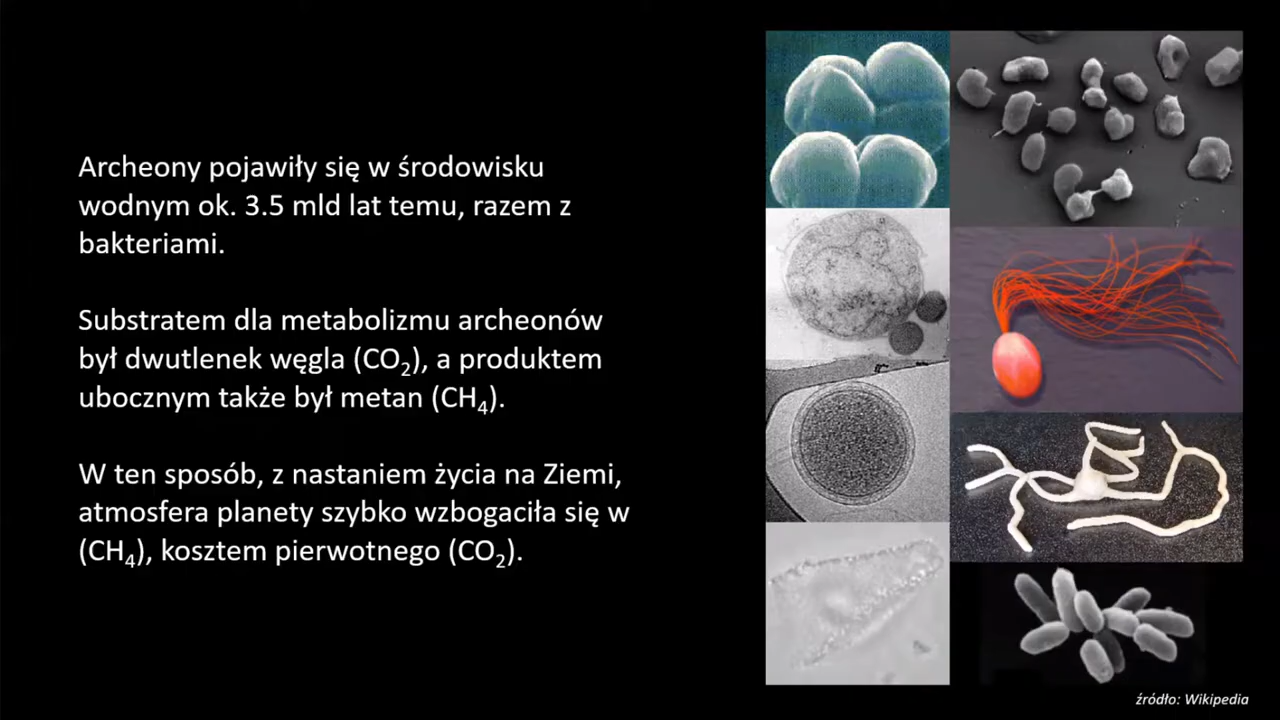 Archeony pojawiły się w środowisku
wodnym ok. 3.5 mld lat temu, razem z
bakteriami.
Substratem dla metabolizmu archeonów
był dwutlenek węgla (CO₂), a produktem
ubocznym także był metan (CH₄).
W ten sposób, z nastaniem życia na Ziemi,
atmosfera planety szybko wzbogaciła się w
(CH₄), kosztem pierwotnego (CO₂).
źródło: Wikipedia